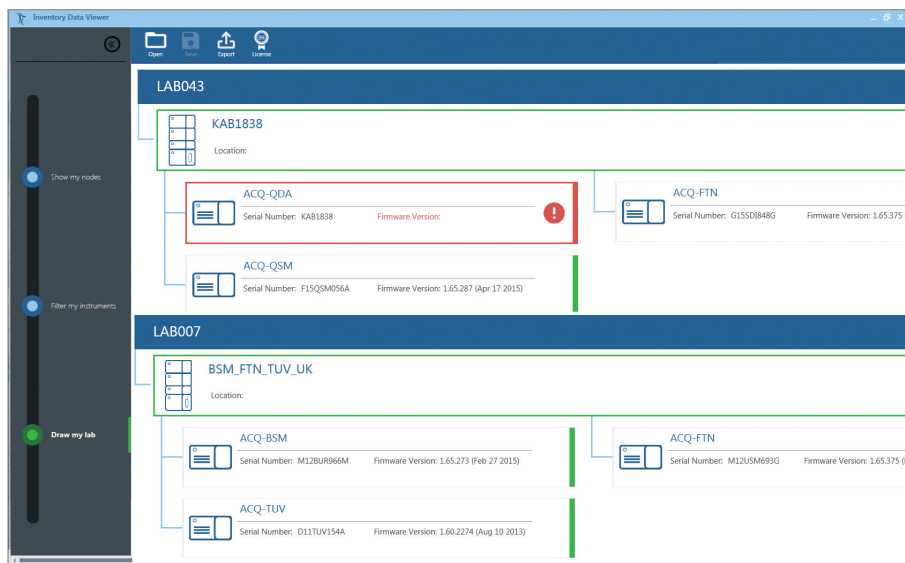 Inventory Data Viewer
Open Save Export License
LAB043
KAB1838
Location:
Show my nodes
ACQ-QDA
Serial Number: KAB1838 Firmware Version:
ACQ-FTN
Serial Number: G15SDI848G Firmware Version: 1.65.375
ACQ-QSM
Serial Number: F15QSM056A Firmware Version: 1.65.287 (Apr 17 2015)
Filter my instruments
LAB007
BSM_FTN_TUV_UK
Location:
Draw my lab
ACQ-BSM
Serial Number: M12BUR966M Firmware Version: 1.65.273 (Feb 27 2015)
ACQ-FTN
Serial Number: M12USM693G Firmware Version: 1.65.375
ACQ-TUV
Serial Number: D11TUV154A Firmware Version: 1.60.2274 (Aug 10 2013)